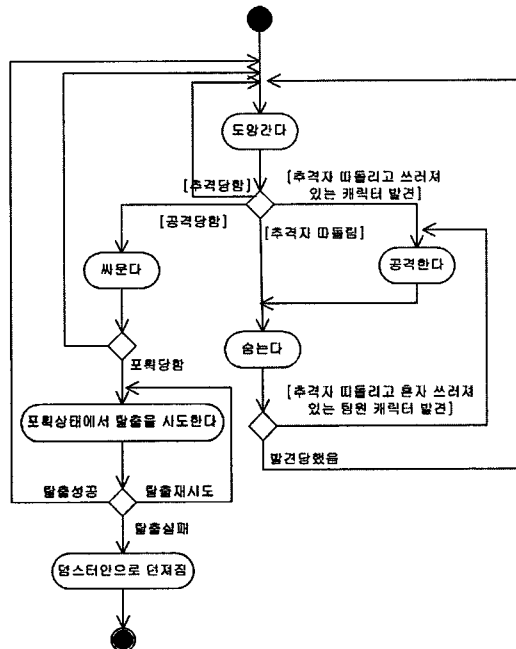 도망간다
[추격당함]
[추격자 따돌리고 쓰러져
있는 캐릭터 발견]
[공격당함]
[추격자 따돌림]
싸운다
공격한다
숨는다
포획당함
[추격자 따돌리고 혼자 쓰러져
있는 팀원 캐릭터 발견]
포획상태에서 탈출을 시도한다
발견당했음
탈출성공
탈출재시도
탈출실패
덤스터안으로 던져짐